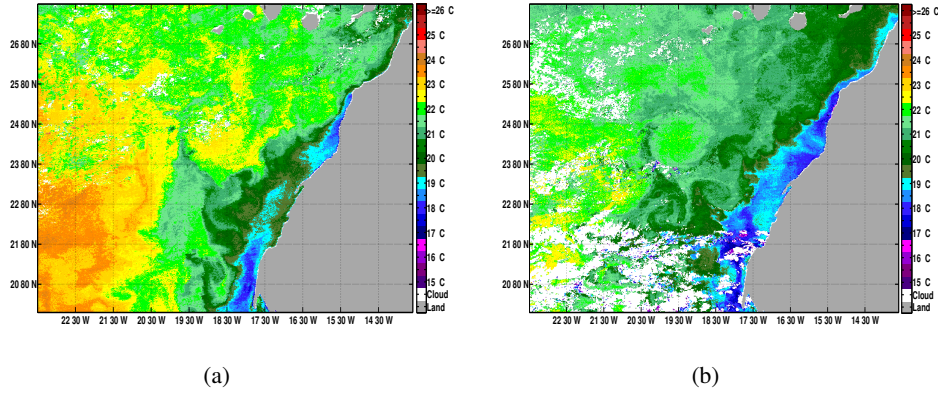 >=26 C
25 C
24 C
23 C
22 C
21 C
20 C
19 C
18 C
17 C
16 C
15 C
Cloud
Land
26 80 N
25 80 N
24 80 N
23 80 N
22 80 N
21 80 N
20 80 N
22 30 W
21 30 W
20 30 W
19 30 W
18 30 W
17 30 W
16 30 W
15 30 W
14 30 W
(a)
>=26 C
25 C
24 C
23 C
22 C
21 C
20 C
19 C
18 C
17 C
16 C
15 C
Cloud
Land
26 80 N
25 80 N
24 80 N
23 80 N
22 80 N
21 80 N
20 80 N
22 30 W
21 30 W
20 30 W
19 30 W
18 30 W
17 30 W
16 30 W
15 30 W
14 30 W
(b)